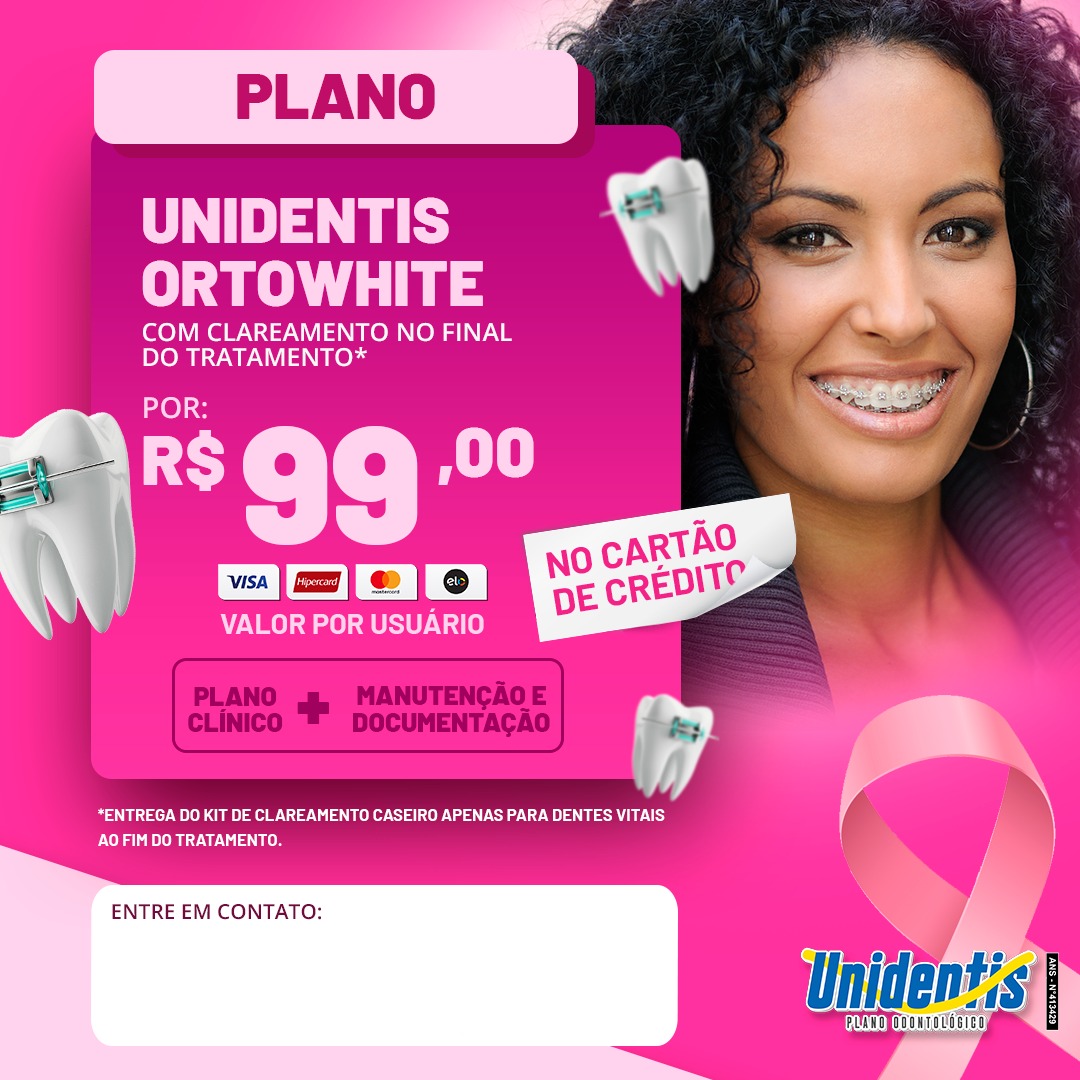 PLANO
UNIDENTIS
ORTOWHITE
COM CLAREAMENTO NO FINAL
DO TRATAMENTO*
POR:
R$ 99,00
NO CARTÃO
DE CRÉDITO
VISA Hipercard mastercard elo
VALOR POR USUÁRIO
PLANO
CLÍNICO
+
MANUTENÇÃO E
DOCUMENTAÇÃO
*ENTREGA DO KIT DE CLAREAMENTO CASEIRO APENAS PARA DENTES VITAIS
AO FIM DO TRATAMENTO.
ENTRE EM CONTATO:
Unidentis
PLANO ODONTOLÓGICO
ANS - Nº413429